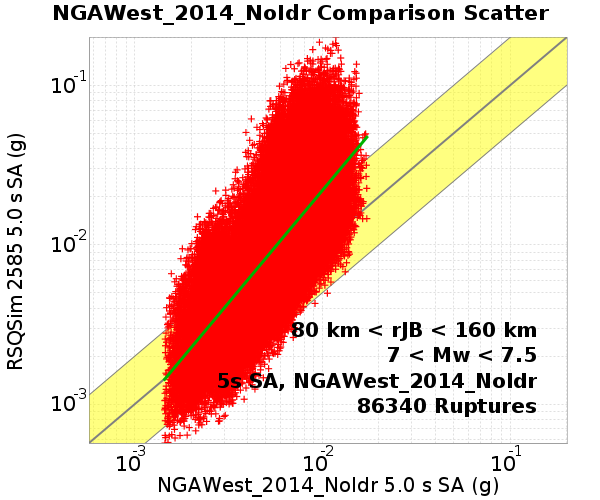 NGAWest_2014_NoIdr Comparison Scatter
RSQSim 2585 5.0 s SA (g)
10-1
10-2
10-3
80 km < rJB < 160 km
7 < Mw < 7.5
5s SA, NGAWest_2014_NoIdr
86340 Ruptures
10-3
10-2
10-1
NGAWest_2014_NoIdr 5.0 s SA (g)